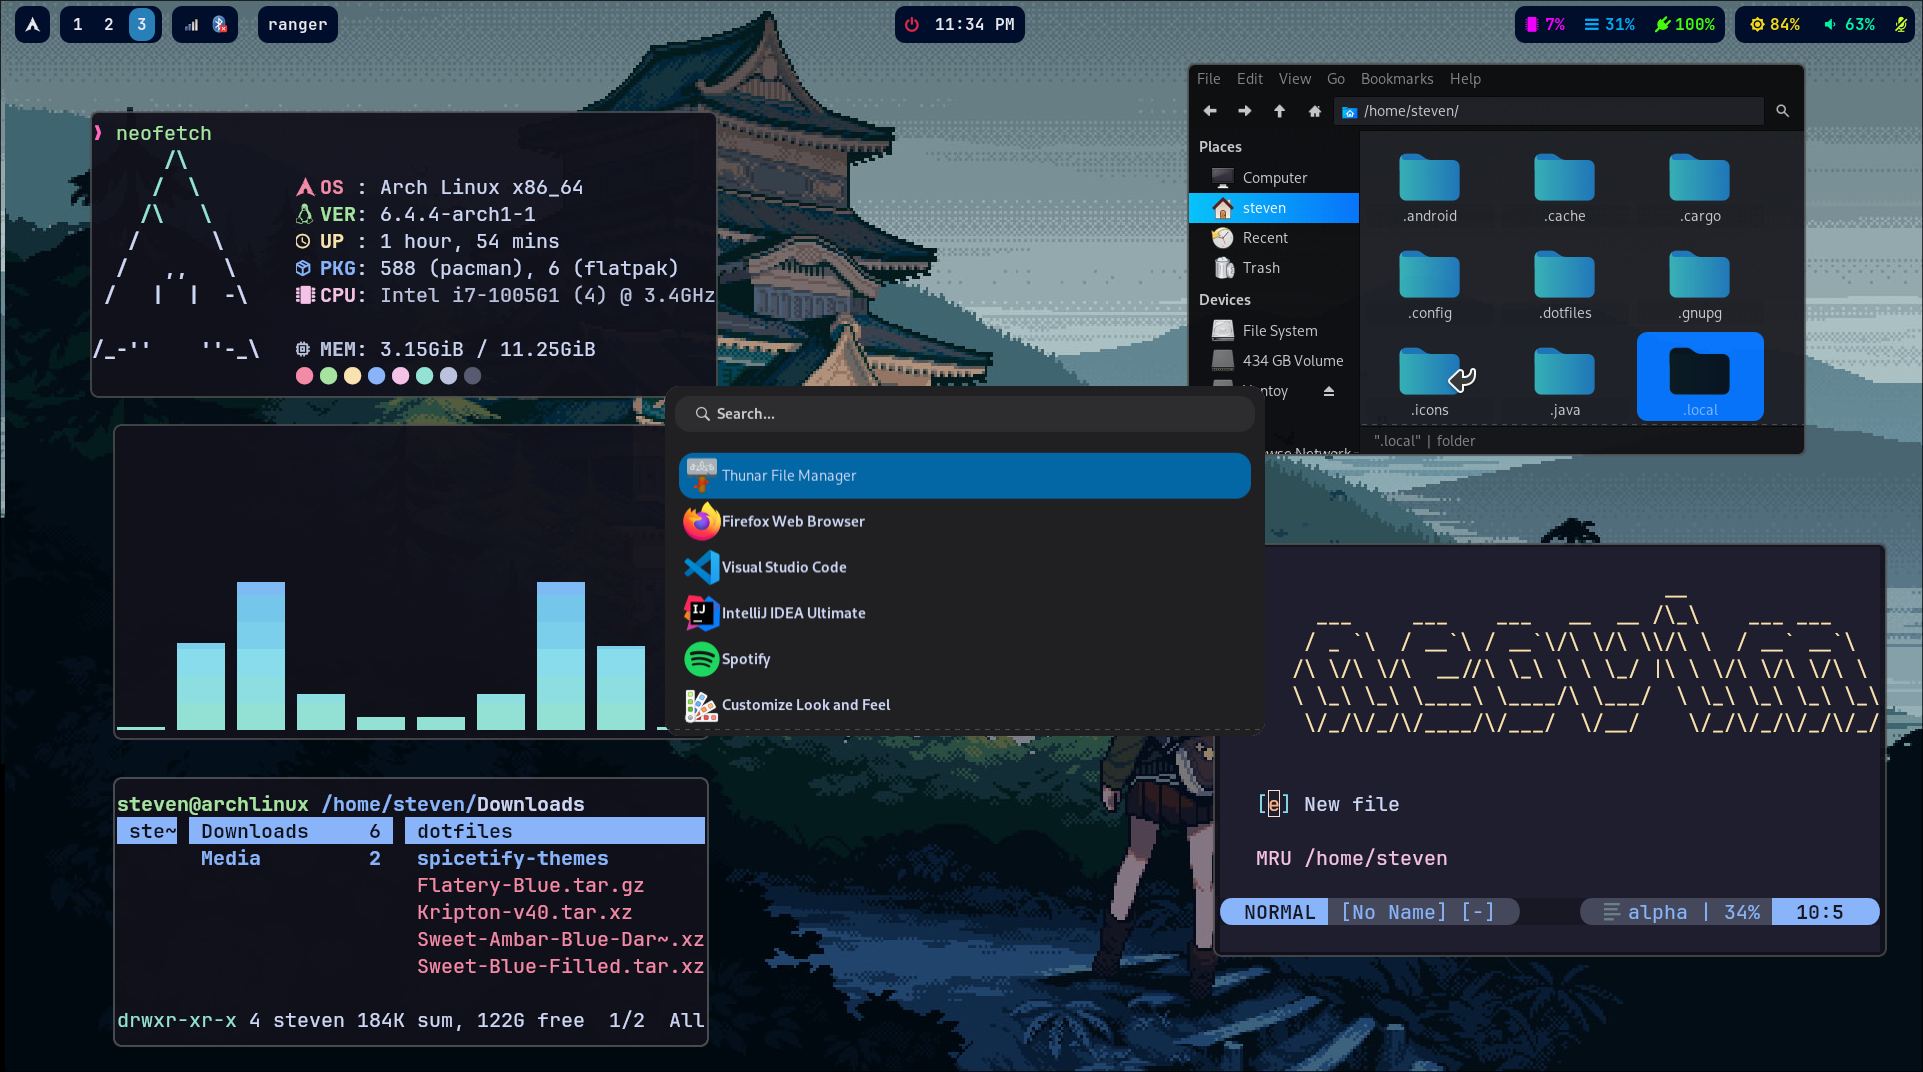 1 2 3 ranger 11:34 PM 7% 31% 100% 84% 63%
❱ neofetch
OS : Arch Linux x86_64
VER: 6.4.4-arch1-1
UP : 1 hour, 54 mins
PKG: 588 (pacman), 6 (flatpak)
CPU: Intel i7-1005G1 (4) @ 3.4GHz
MEM: 3.15GiB / 11.25GiB
File Edit View Go Bookmarks Help
/home/steven/
Places
Computer
steven
Recent
Trash
Devices
File System
434 GB Volume
.android .cache .cargo
.config .dotfiles .gnupg
.icons .java .local
".local" | folder
Search...
Thunar File Manager
Firefox Web Browser
Visual Studio Code
IntelliJ IDEA Ultimate
Spotify
Customize Look and Feel
steven@archlinux /home/steven/Downloads
ste~ Downloads 6 dotfiles
Media 2 spicetify-themes
Flatery-Blue.tar.gz
Kripton-v40.tar.xz
Sweet-Ambar-Blue-Dar~.xz
Sweet-Blue-Filled.tar.xz
drwxr-xr-x 4 steven 184K sum, 122G free 1/2 All
neovim
[e] New file
MRU /home/steven
NORMAL [No Name] [-] alpha | 34% 10:5